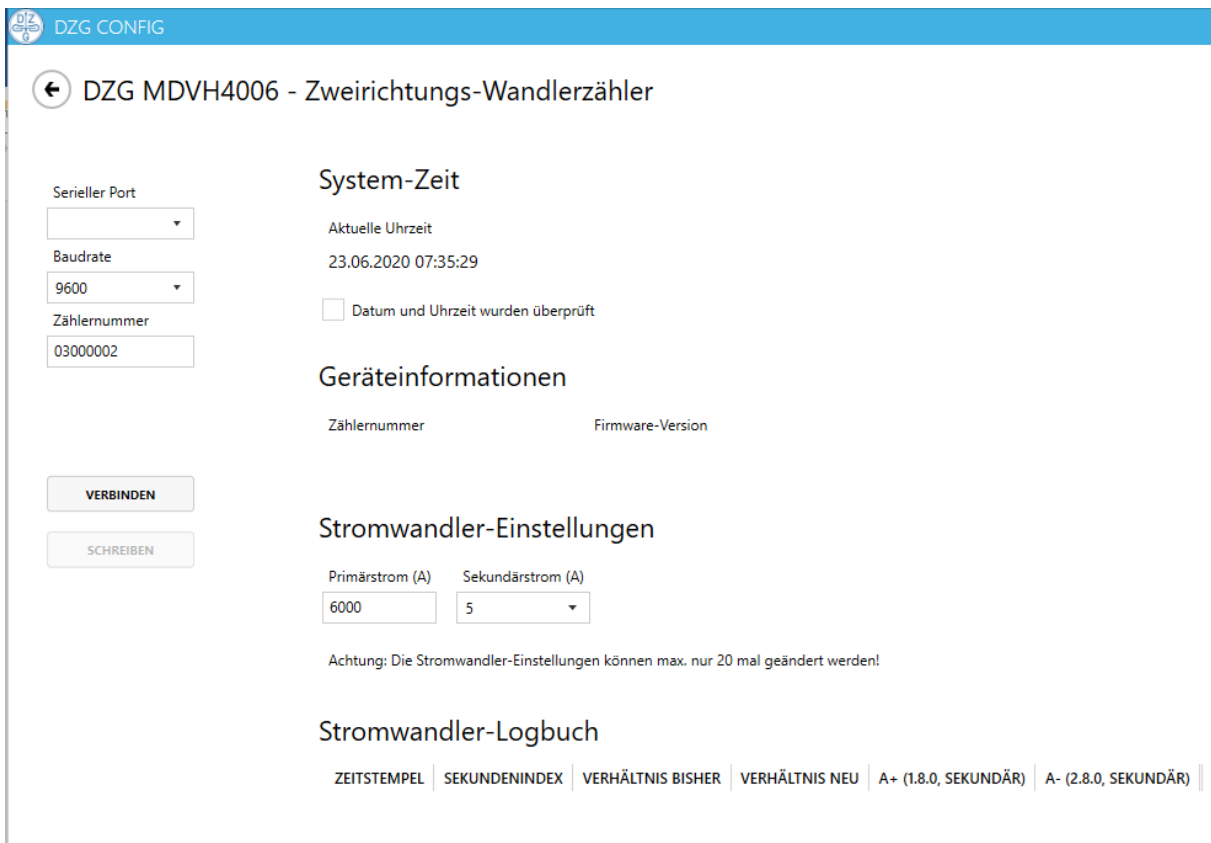 DZG
DZG CONFIG
DZG MDVH4006 - Zweirichtungs-Wandlerzähler
Serieller Port
Baudrate
9600
Zählernummer
03000002
VERBINDEN
SCHREIBEN
System-Zeit
Aktuelle Uhrzeit
23.06.2020 07:35:29
Datum und Uhrzeit wurden überprüft
Geräteinformationen
Zählernummer Firmware-Version
Stromwandler-Einstellungen
Primärstrom (A) Sekundärstrom (A)
6000 5
Achtung: Die Stromwandler-Einstellungen können max. nur 20 mal geändert werden!
Stromwandler-Logbuch
ZEITSTEMPEL SEKUNDENINDEX VERHÄLTNIS BISHER VERHÄLTNIS NEU A+ (1.8.0, SEKUNDÄR) A- (2.8.0, SEKUNDÄR)